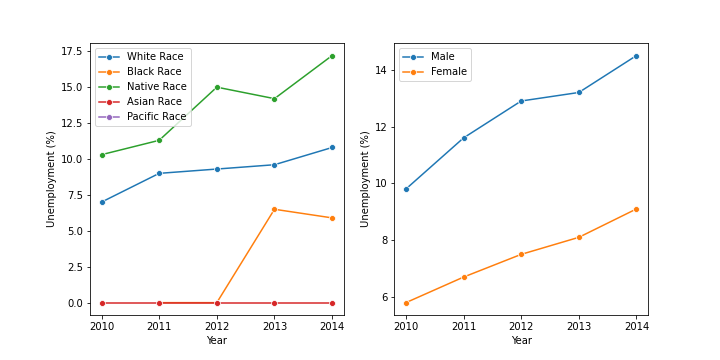 17.5
15.0
12.5
10.0
7.5
5.0
2.5
0.0
Unemployment (%)
White Race
Black Race
Native Race
Asian Race
Pacific Race
2010 2011 2012 2013 2014
Year
14
12
10
8
6
Unemployment (%)
Male
Female
2010 2011 2012 2013 2014
Year